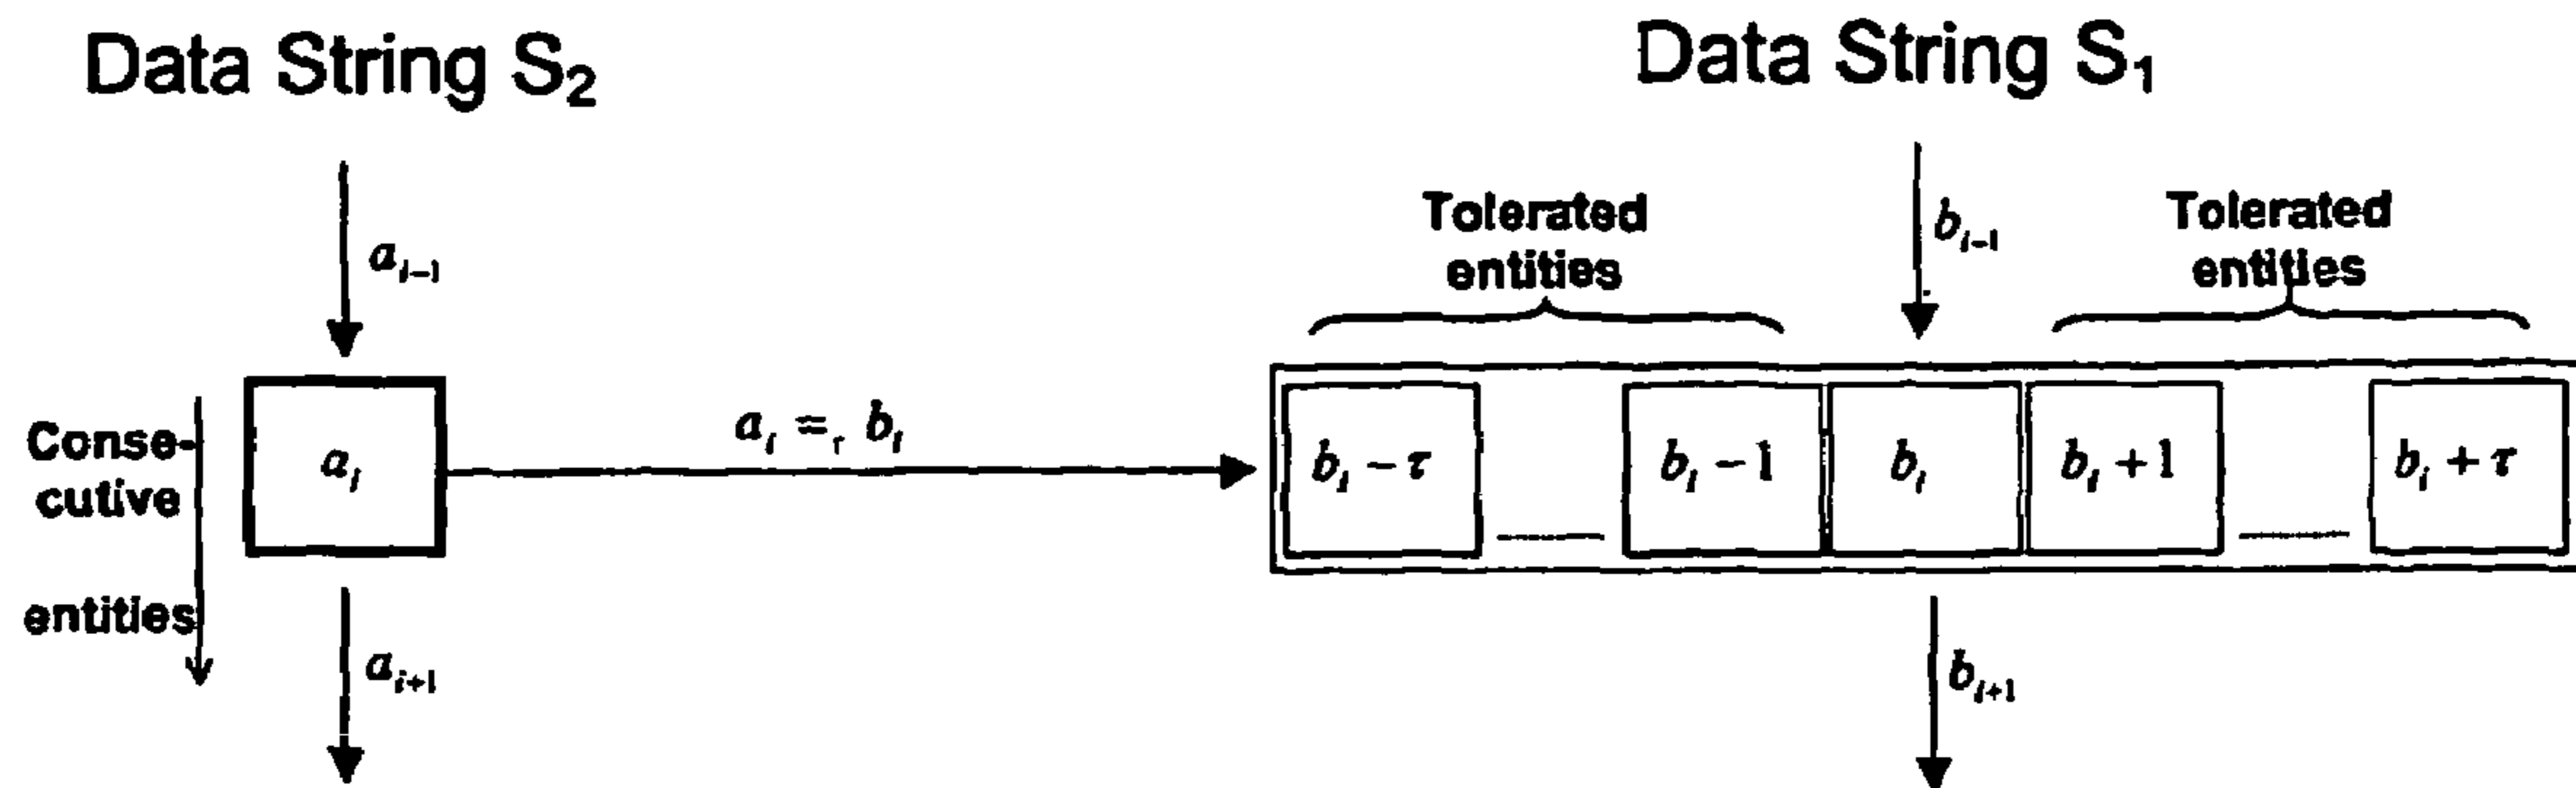 Data String S₂
Data String S₁
aᵢ₋₁
Tolerated
entities
bᵢ₋₁
Tolerated
entities
Conse-
cutive
entities
aᵢ
aᵢ =τ bᵢ
bᵢ − τ
bᵢ − 1
bᵢ
bᵢ + 1
bᵢ + τ
aᵢ₊₁
bᵢ₊₁